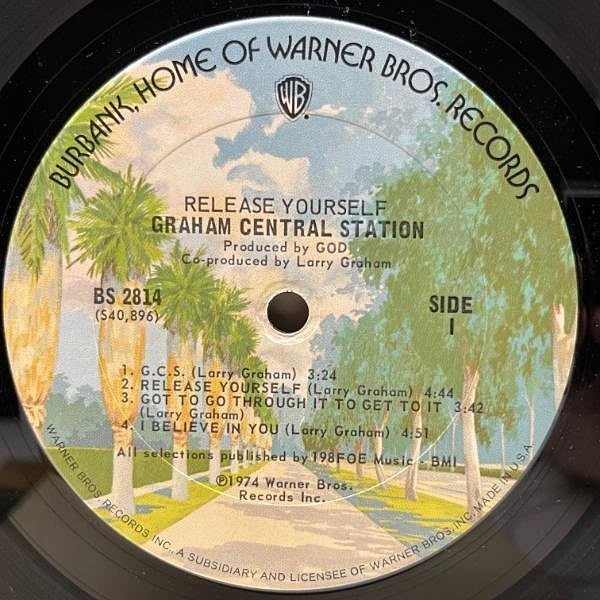 BURBANK, HOME OF WARNER BROS. RECORDS
WB
RELEASE YOURSELF
GRAHAM CENTRAL STATION
Produced by GOD
Co-produced by Larry Graham
BS 2814
(S40,896)
SIDE
1
1. G.C.S. (Larry Graham) 3:24
2. RELEASE YOURSELF (Larry Graham) 4:44
3. GOT TO GO THROUGH IT TO GET TO IT 3:42
(Larry Graham)
4. I BELIEVE IN YOU (Larry Graham) 4:51
All selections published by 198FOE Music - BMI
℗1974 Warner Bros.
Records Inc.
WARNER BROS. RECORDS INC., A SUBSIDIARY AND LICENSEE OF WARNER BROS. INC. MADE IN U.S.A.